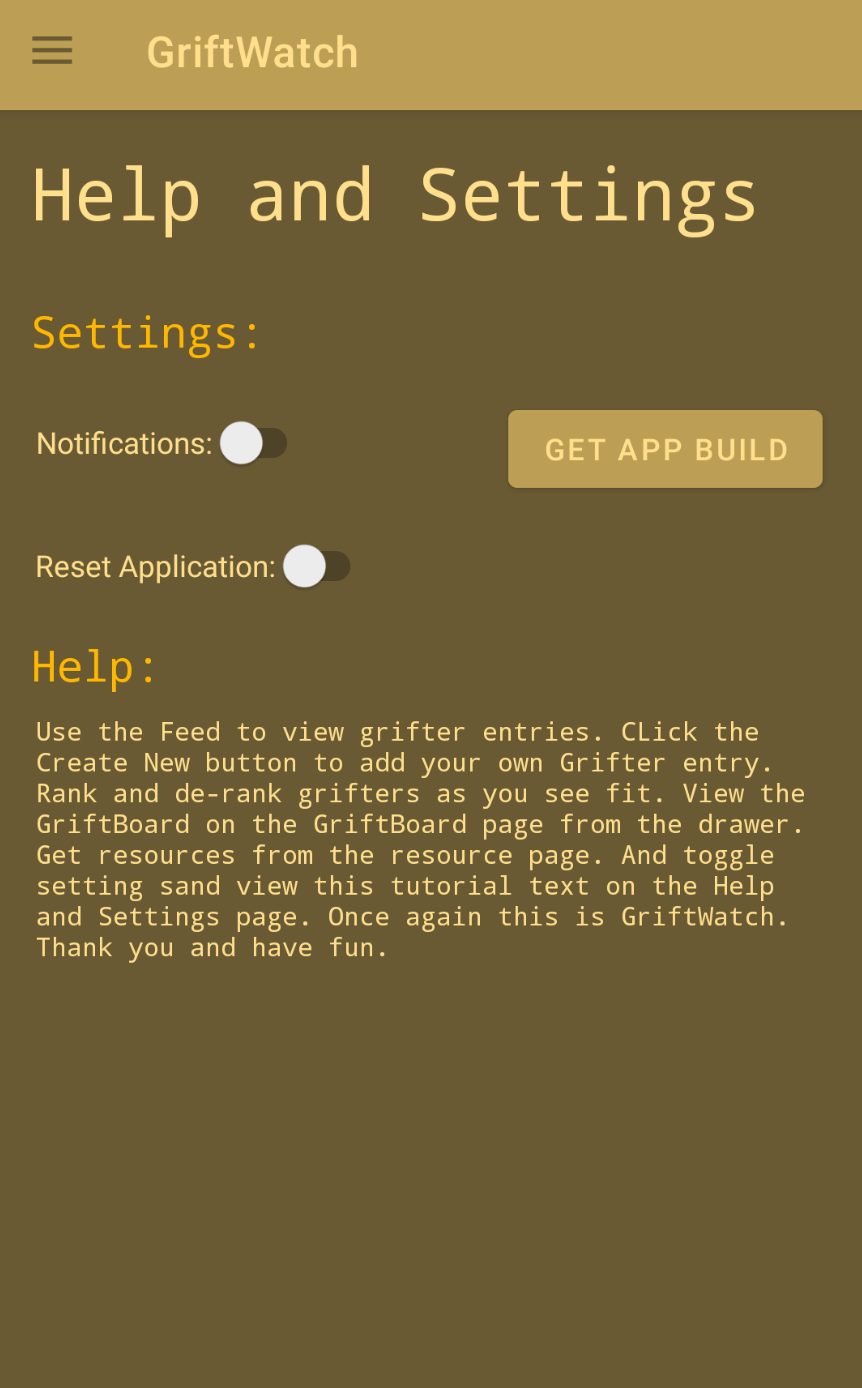 GriftWatch
Help and Settings
Settings:
Notifications:
GET APP BUILD
Reset Application:
Help:
Use the Feed to view grifter entries. CLick the
Create New button to add your own Grifter entry.
Rank and de-rank grifters as you see fit. View the
GriftBoard on the GriftBoard page from the drawer.
Get resources from the resource page. And toggle
setting sand view this tutorial text on the Help
and Settings page. Once again this is GriftWatch.
Thank you and have fun.